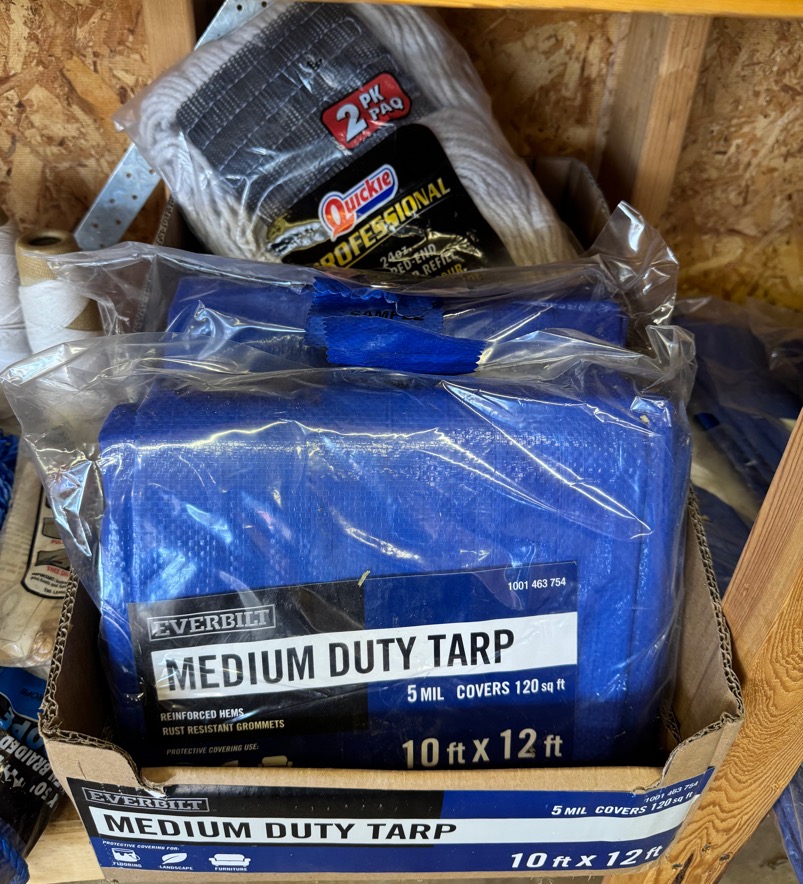 2 PK
PAQ
Quickie
PROFESSIONAL
24oz.
SAMPLE
1001 463 754
EVERBILT
MEDIUM DUTY TARP
5 MIL COVERS 120 sq ft
REINFORCED HEMS
RUST RESISTANT GROMMETS
PROTECTIVE COVERING USE:
10 ft X 12 ft
1001 463 754
EVERBILT
5 MIL COVERS 120 sq ft
MEDIUM DUTY TARP
PROTECTIVE COVERING FOR:
FLOORING
LANDSCAPE
FURNITURE
10 ft X 12 ft